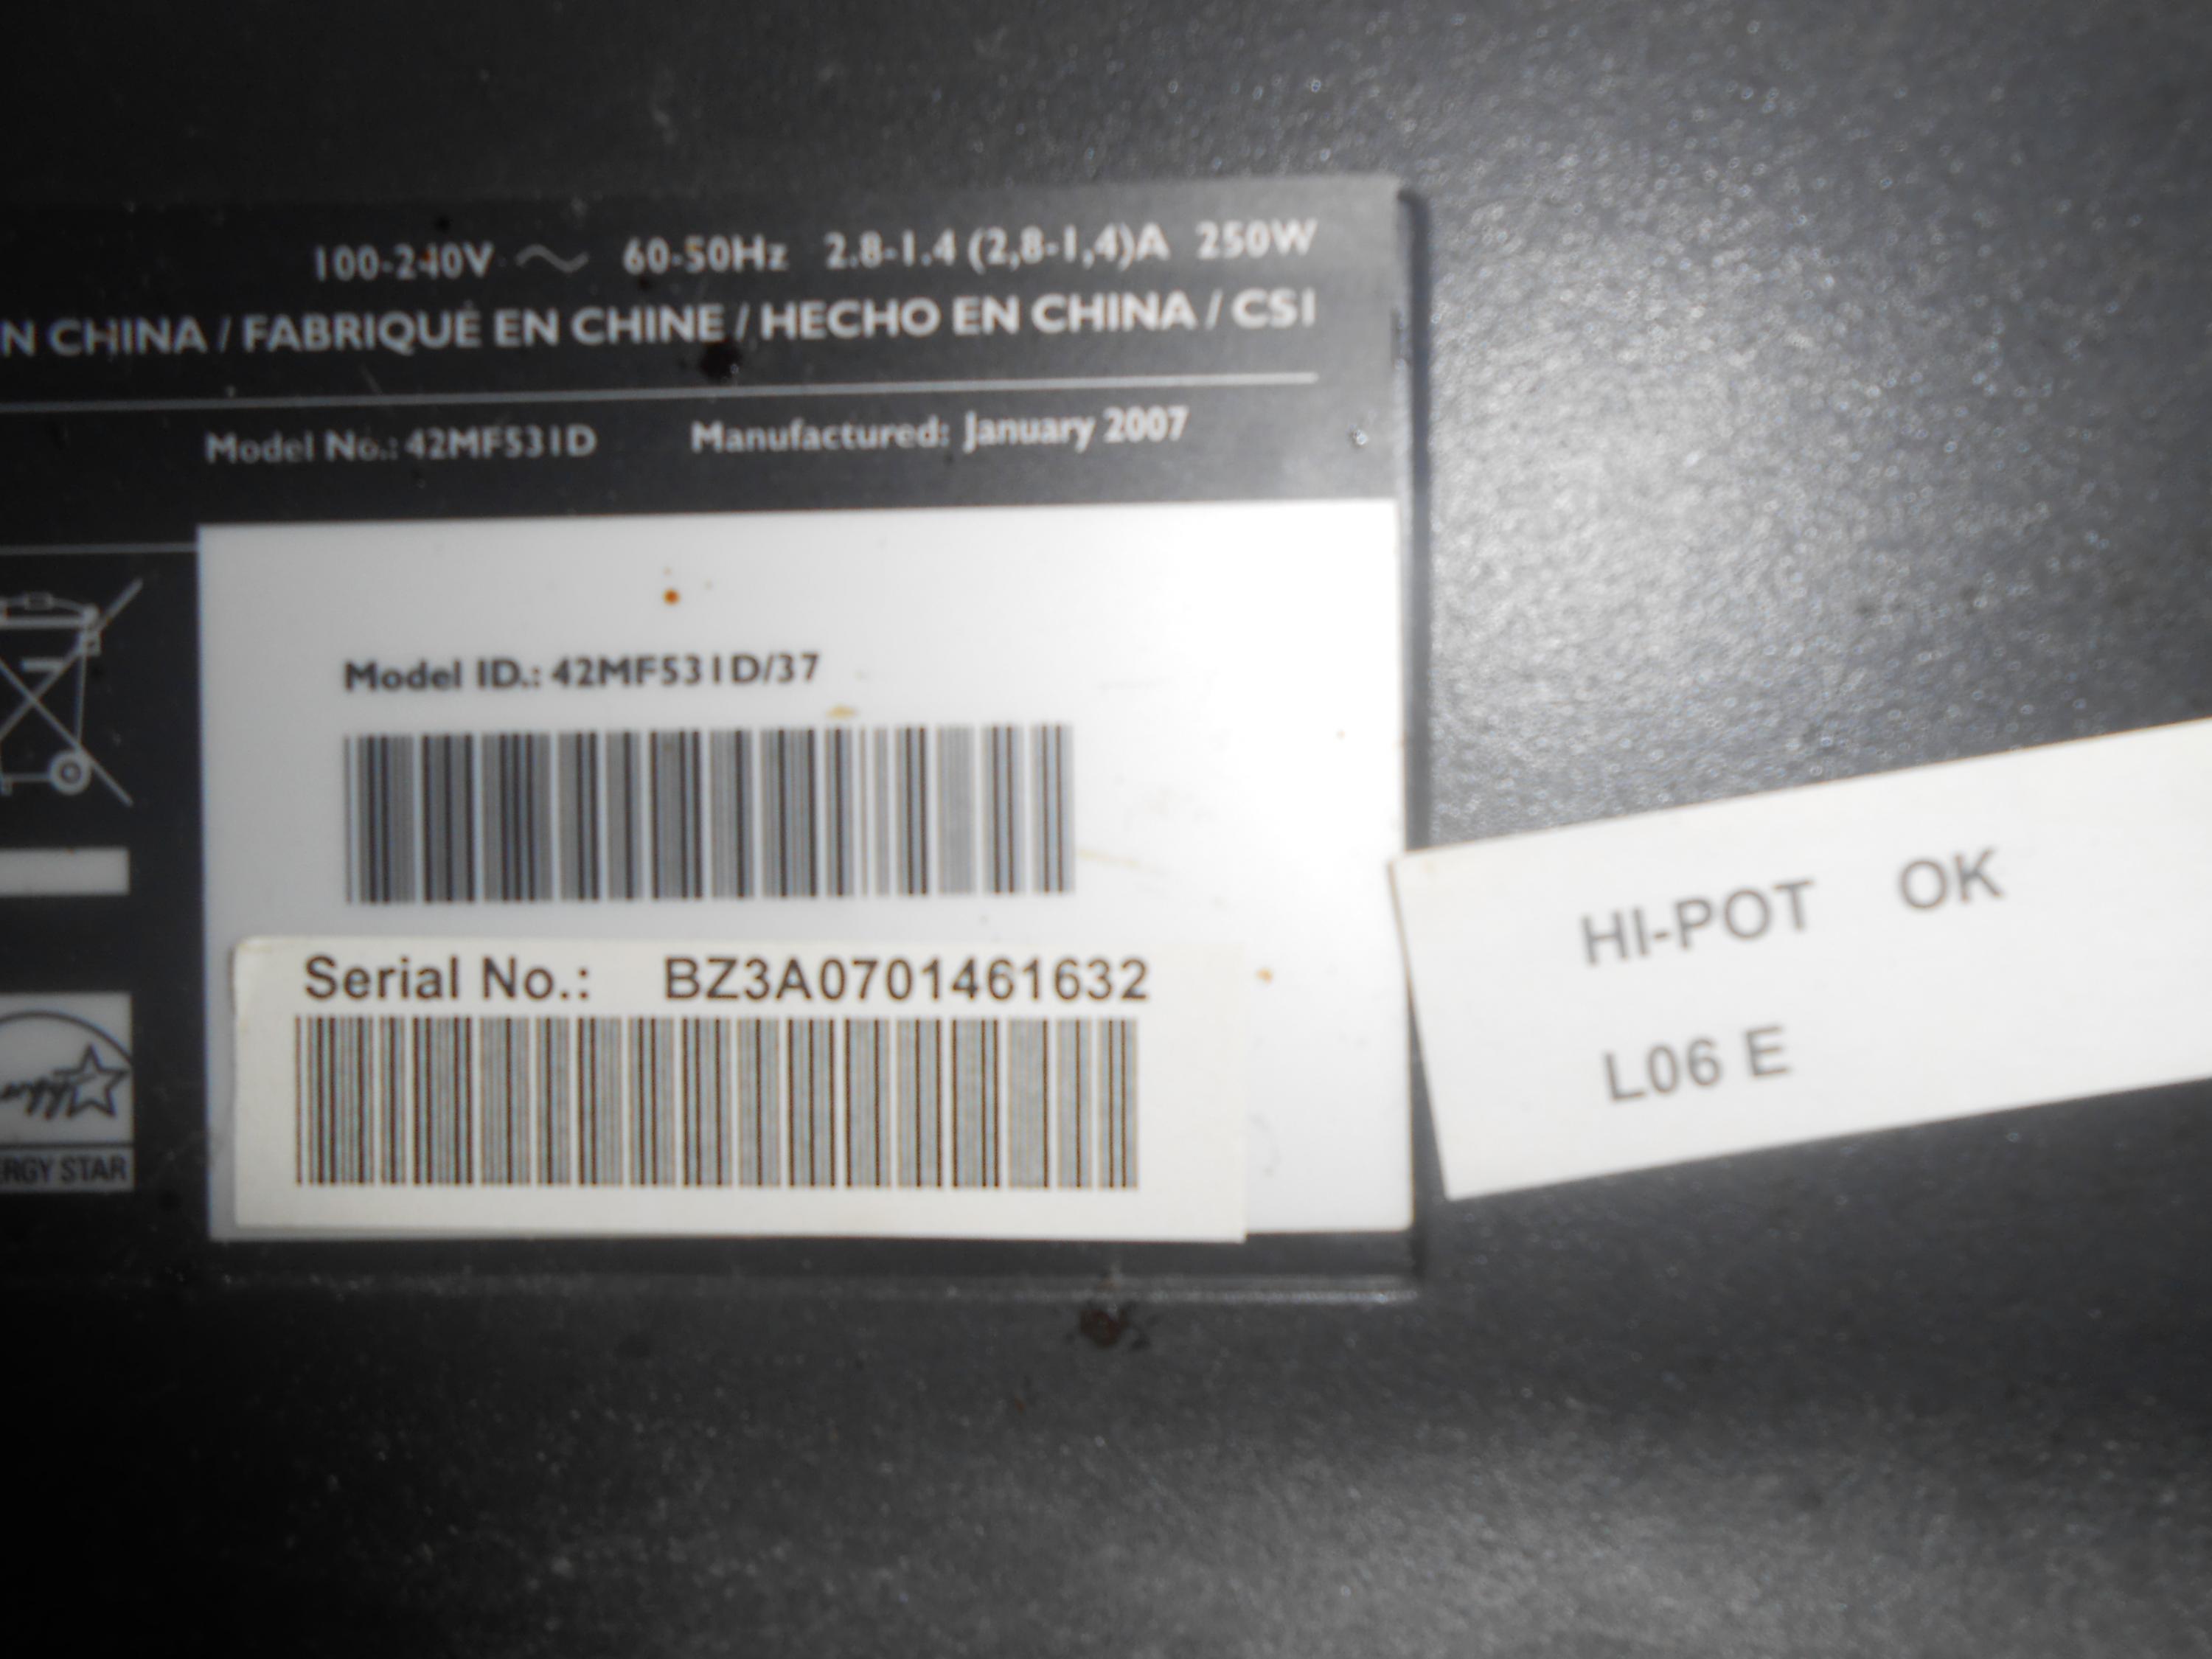 100-240V ~ 60-50Hz 2.8-1.4 (2,8-1,4)A 250W
N CHINA / FABRIQUÉ EN CHINE / HECHO EN CHINA / CSI
Model No.: 42MF531D Manufactured: January 2007
Model ID.: 42MF531D/37
Serial No.: BZ3A0701461632
RGY STAR
HI-POT OK
L06 E